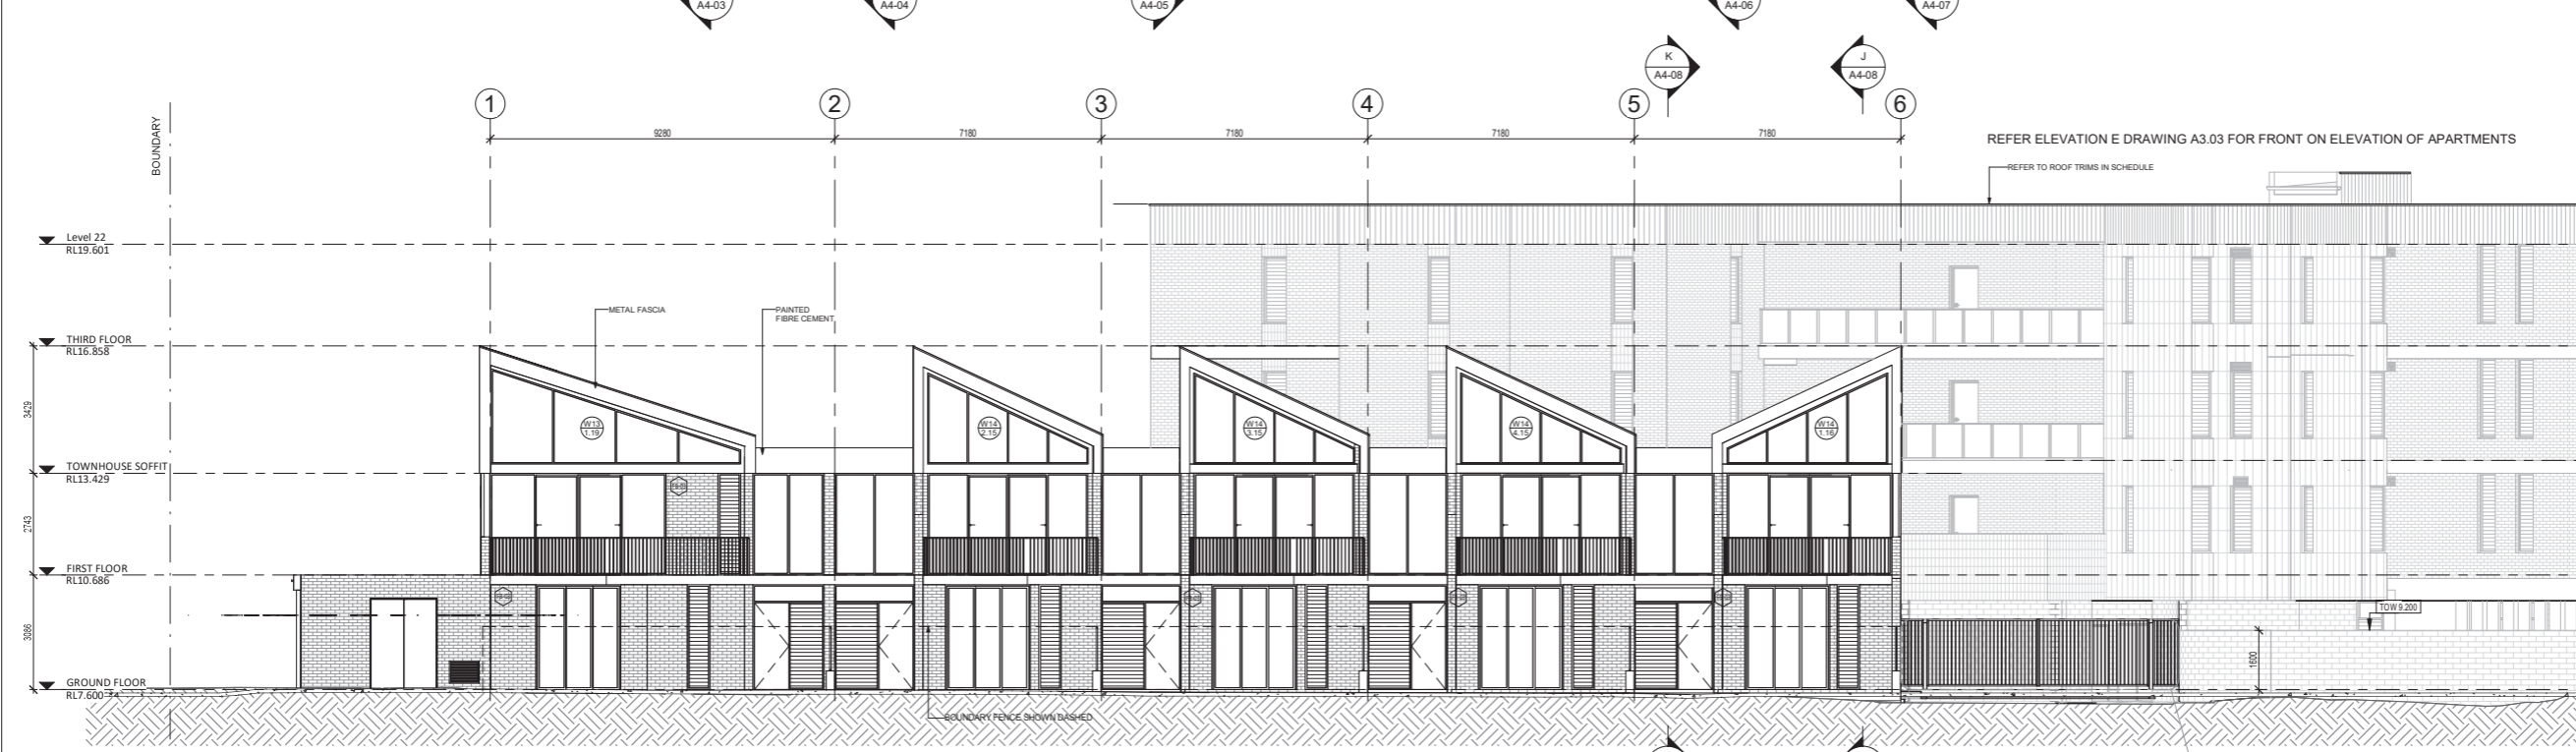 A4-03
A4-04
A4-05
A4-06
A4-07
K
A4-08
J
A4-08
1
2
3
4
5
6
BOUNDARY
9280
7180
7180
7180
7180
REFER ELEVATION E DRAWING A3.03 FOR FRONT ON ELEVATION OF APARTMENTS
REFER TO ROOF TRIMS IN SCHEDULE
Level 22
RL19.601
METAL FASCIA
PAINTED
FIBRE CEMENT
THIRD FLOOR
RL16.858
3429
W13
1.19
W14
2.15
W14
3.15
W14
4.15
W14
1.16
TOWNHOUSE SOFFIT
RL13.429
2743
FIRST FLOOR
RL10.686
3086
TOW 9.200
1600
GROUND FLOOR
RL7.600
BOUNDARY FENCE SHOWN DASHED